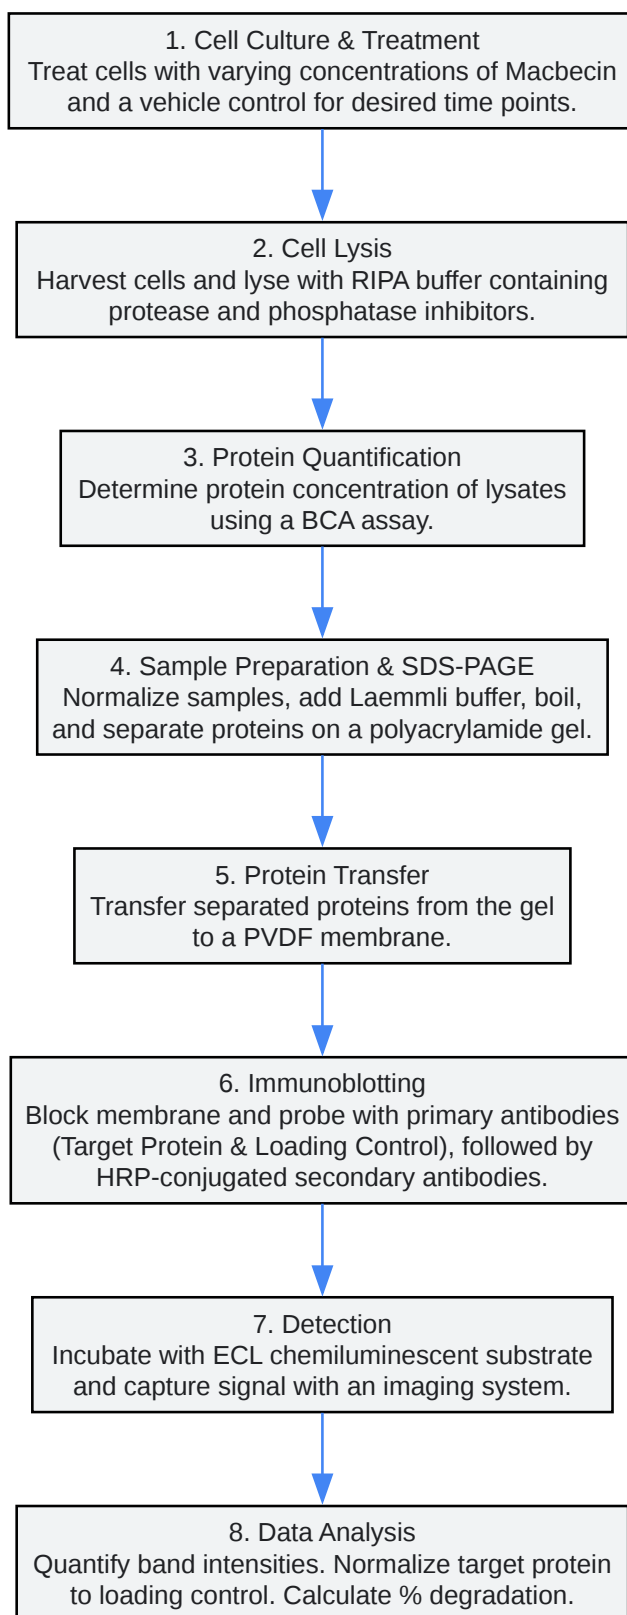 1. Cell Culture & Treatment
Treat cells with varying concentrations of Macbecin
and a vehicle control for desired time points.
2. Cell Lysis
Harvest cells and lyse with RIPA buffer containing
protease and phosphatase inhibitors.
3. Protein Quantification
Determine protein concentration of lysates
using a BCA assay.
4. Sample Preparation & SDS-PAGE
Normalize samples, add Laemmli buffer, boil,
and separate proteins on a polyacrylamide gel.
5. Protein Transfer
Transfer separated proteins from the gel
to a PVDF membrane.
6. Immunoblotting
Block membrane and probe with primary antibodies
(Target Protein & Loading Control), followed by
HRP-conjugated secondary antibodies.
7. Detection
Incubate with ECL chemiluminescent substrate
and capture signal with an imaging system.
8. Data Analysis
Quantify band intensities. Normalize target protein
to loading control. Calculate % degradation.